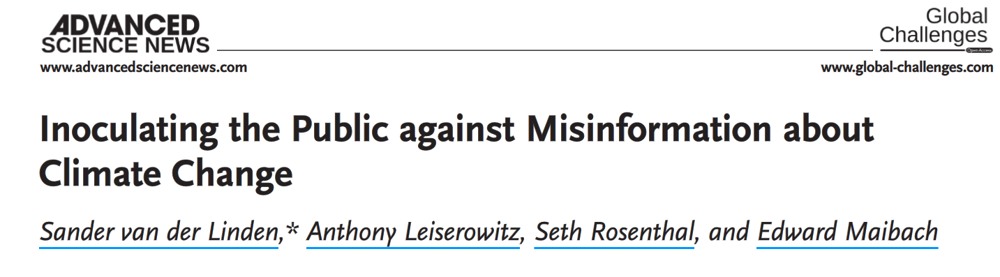 ADVANCED
SCIENCE NEWS
www.advancedsciencenews.com
Global
Challenges
Open Access
www.global-challenges.com
Inoculating the Public against Misinformation about
Climate Change
Sander van der Linden,* Anthony Leiserowitz, Seth Rosenthal, and Edward Maibach